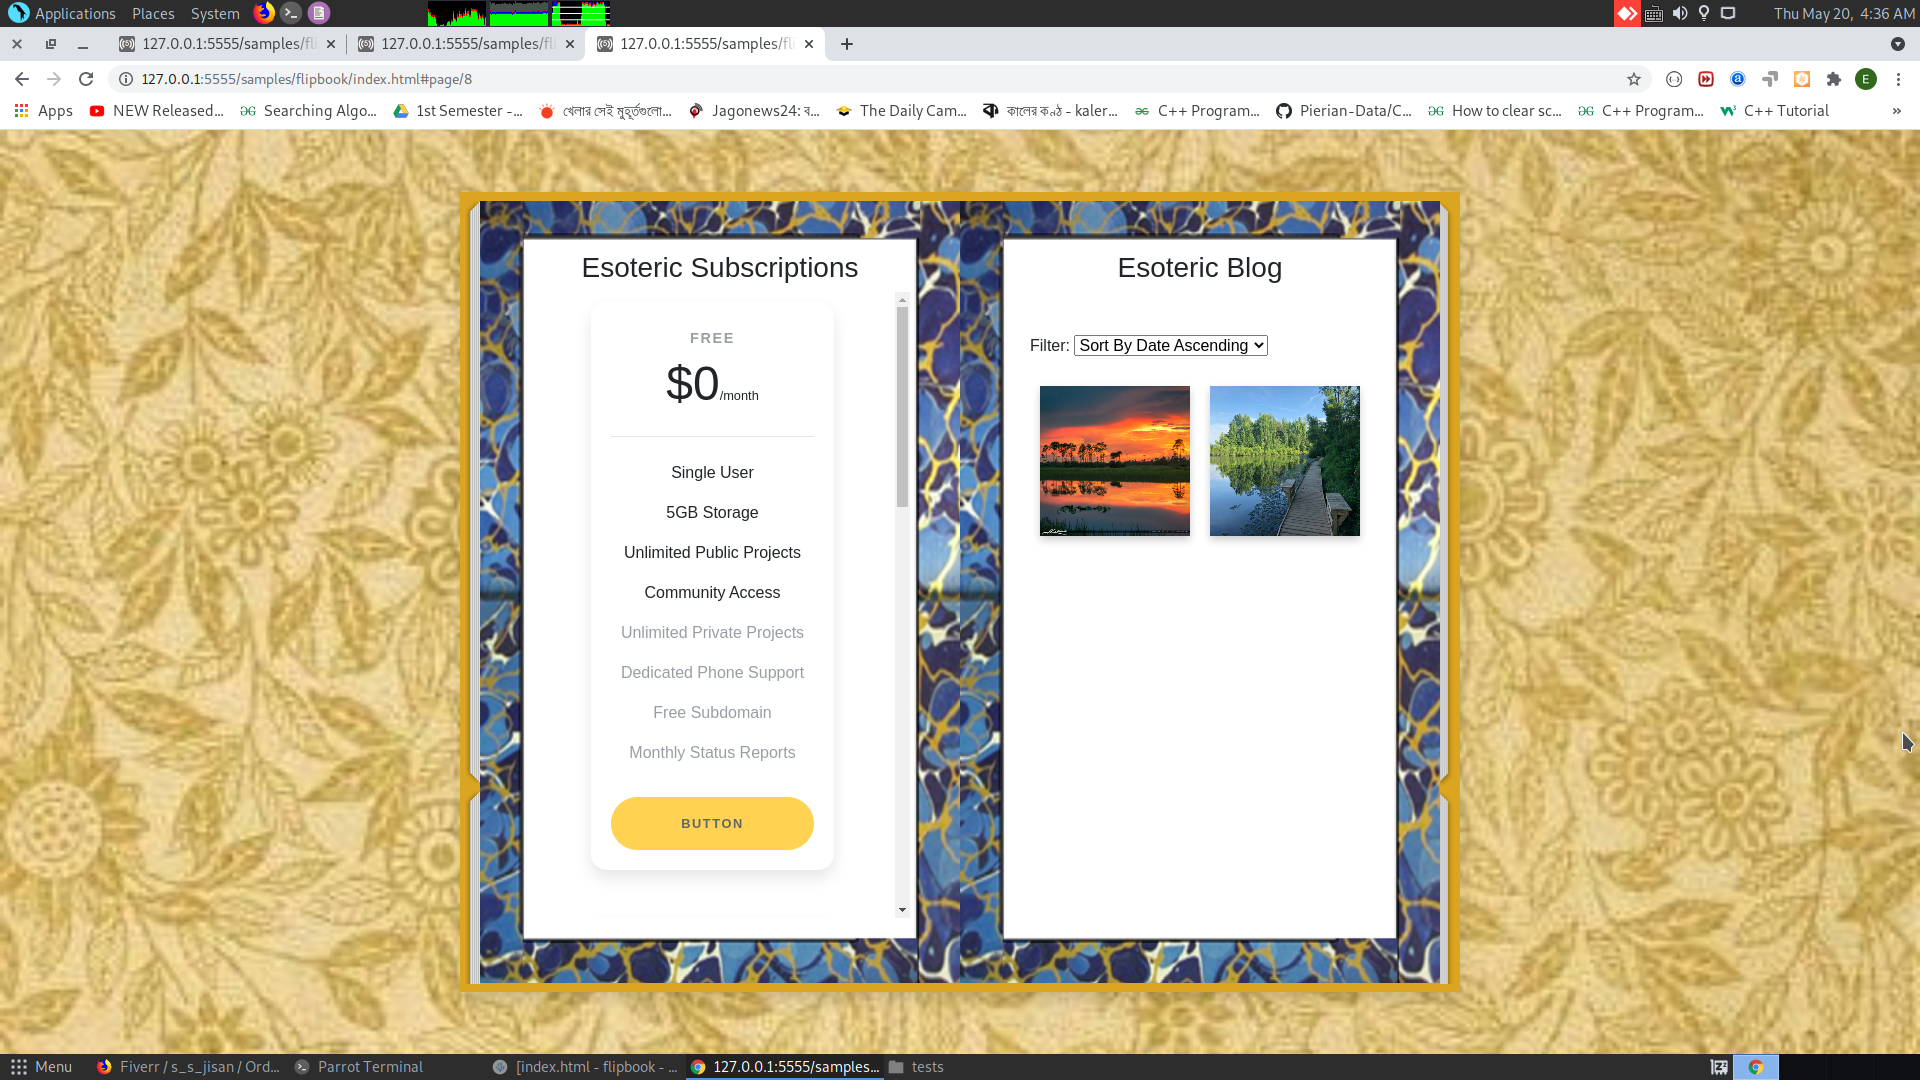 Applications Places System Thu May 20, 4:36 AM
127.0.0.1:5555/samples/fl 127.0.0.1:5555/samples/fl 127.0.0.1:5555/samples/fl
127.0.0.1:5555/samples/flipbook/index.html#page/8 E
Apps NEW Released... Searching Algo... 1st Semester -... খেলার সেই মুহূর্তগুলো... Jagonews24: ব... The Daily Cam... কালের কণ্ঠ - kaler... C++ Program... Pierian-Data/C... How to clear sc... C++ Program... C++ Tutorial »
Esoteric Subscriptions
FREE
$0/month
Single User
5GB Storage
Unlimited Public Projects
Community Access
Unlimited Private Projects
Dedicated Phone Support
Free Subdomain
Monthly Status Reports
BUTTON
Esoteric Blog
Filter: Sort By Date Ascending
Menu Fiverr / s_s_jisan / Ord... Parrot Terminal [index.html - flipbook - ... 127.0.0.1:5555/samples... tests